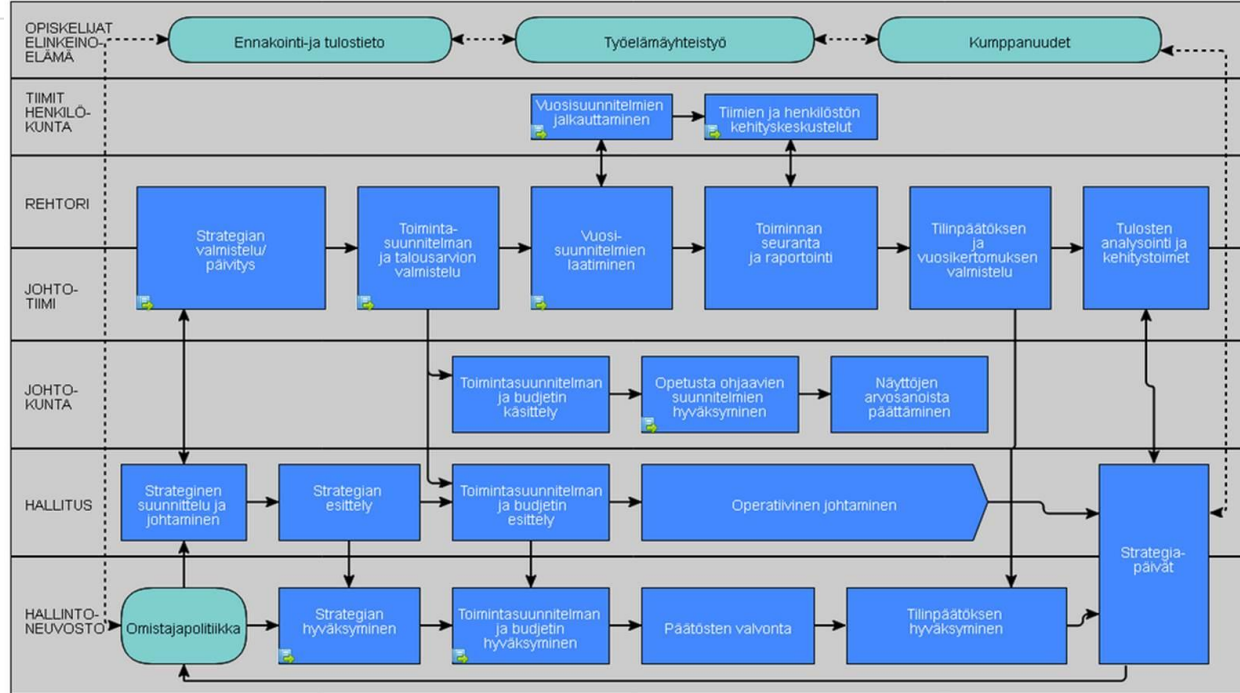 OPISKELIJAT
ELINKEINO-
ELÄMÄ
Ennakointi-ja tulostieto
Työelämäyhteistyö
Kumppanuudet
TIIMIT
HENKILÖ-
KUNTA
Vuosisuunnitelmien
jalkauttaminen
Tiimien ja henkilöstön
kehityskeskustelut
REHTORI
JOHTO-
TIIMI
Strategian
valmistelu/
päivitys
Toiminta-
suunnitelman
ja talousarvion
valmistelu
Vuosi-
suunnitelmien
laatiminen
Toiminnan
seuranta
ja raportointi
Tilinpäätöksen
ja
vuosikertomuksen
valmistelu
Tulosten
analysointi ja
kehitystoimet
JOHTO-
KUNTA
Toimintasuunnitelman
ja budjetin
käsittely
Opetusta ohjaavien
suunnitelmien
hyväksyminen
Näyttöjen
arvosanoista
päättäminen
HALLITUS
Strateginen
suunnittelu ja
johtaminen
Strategian
esittely
Toimintasuunnitelman
ja budjetin
esittely
Operatiivinen johtaminen
Strategia-
päivät
HALLINTO-
NEUVOSTO
Omistajapolitiikka
Strategian
hyväksyminen
Toimintasuunnitelman
ja budjetin
hyväksyminen
Päätösten valvonta
Tilinpäätöksen
hyväksyminen